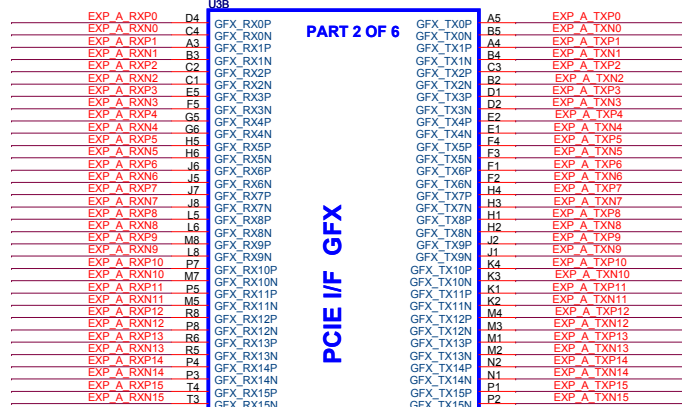 U3B
PART 2 OF 6
PCIE I/F GFX
EXP_A_RXP0 D4 GFX_RX0P GFX_TX0P A5 EXP_A_TXP0
EXP_A_RXN0 C4 GFX_RX0N GFX_TX0N B5 EXP_A_TXN0
EXP_A_RXP1 A3 GFX_RX1P GFX_TX1P A4 EXP_A_TXP1
EXP_A_RXN1 B3 GFX_RX1N GFX_TX1N B4 EXP_A_TXN1
EXP_A_RXP2 C2 GFX_RX2P GFX_TX2P C3 EXP_A_TXP2
EXP_A_RXN2 C1 GFX_RX2N GFX_TX2N B2 EXP_A_TXN2
EXP_A_RXP3 E5 GFX_RX3P GFX_TX3P D1 EXP_A_TXP3
EXP_A_RXN3 F5 GFX_RX3N GFX_TX3N D2 EXP_A_TXN3
EXP_A_RXP4 G5 GFX_RX4P GFX_TX4P E2 EXP_A_TXP4
EXP_A_RXN4 G6 GFX_RX4N GFX_TX4N E1 EXP_A_TXN4
EXP_A_RXP5 H5 GFX_RX5P GFX_TX5P F4 EXP_A_TXP5
EXP_A_RXN5 H6 GFX_RX5N GFX_TX5N F3 EXP_A_TXN5
EXP_A_RXP6 J6 GFX_RX6P GFX_TX6P F1 EXP_A_TXP6
EXP_A_RXN6 J5 GFX_RX6N GFX_TX6N F2 EXP_A_TXN6
EXP_A_RXP7 J7 GFX_RX7P GFX_TX7P H4 EXP_A_TXP7
EXP_A_RXN7 J8 GFX_RX7N GFX_TX7N H3 EXP_A_TXN7
EXP_A_RXP8 L5 GFX_RX8P GFX_TX8P H1 EXP_A_TXP8
EXP_A_RXN8 L6 GFX_RX8N GFX_TX8N H2 EXP_A_TXN8
EXP_A_RXP9 M8 GFX_RX9P GFX_TX9P J2 EXP_A_TXP9
EXP_A_RXN9 L8 GFX_RX9N GFX_TX9N J1 EXP_A_TXN9
EXP_A_RXP10 P7 GFX_RX10P GFX_TX10P K4 EXP_A_TXP10
EXP_A_RXN10 M7 GFX_RX10N GFX_TX10N K3 EXP_A_TXN10
EXP_A_RXP11 P5 GFX_RX11P GFX_TX11P K1 EXP_A_TXP11
EXP_A_RXN11 M5 GFX_RX11N GFX_TX11N K2 EXP_A_TXN11
EXP_A_RXP12 R8 GFX_RX12P GFX_TX12P M4 EXP_A_TXP12
EXP_A_RXN12 P8 GFX_RX12N GFX_TX12N M3 EXP_A_TXN12
EXP_A_RXP13 R6 GFX_RX13P GFX_TX13P M1 EXP_A_TXP13
EXP_A_RXN13 R5 GFX_RX13N GFX_TX13N M2 EXP_A_TXN13
EXP_A_RXP14 P4 GFX_RX14P GFX_TX14P N2 EXP_A_TXP14
EXP_A_RXN14 P3 GFX_RX14N GFX_TX14N N1 EXP_A_TXN14
EXP_A_RXP15 T4 GFX_RX15P GFX_TX15P P1 EXP_A_TXP15
EXP_A_RXN15 T3 GFX_RX15N GFX_TX15N P2 EXP_A_TXN15